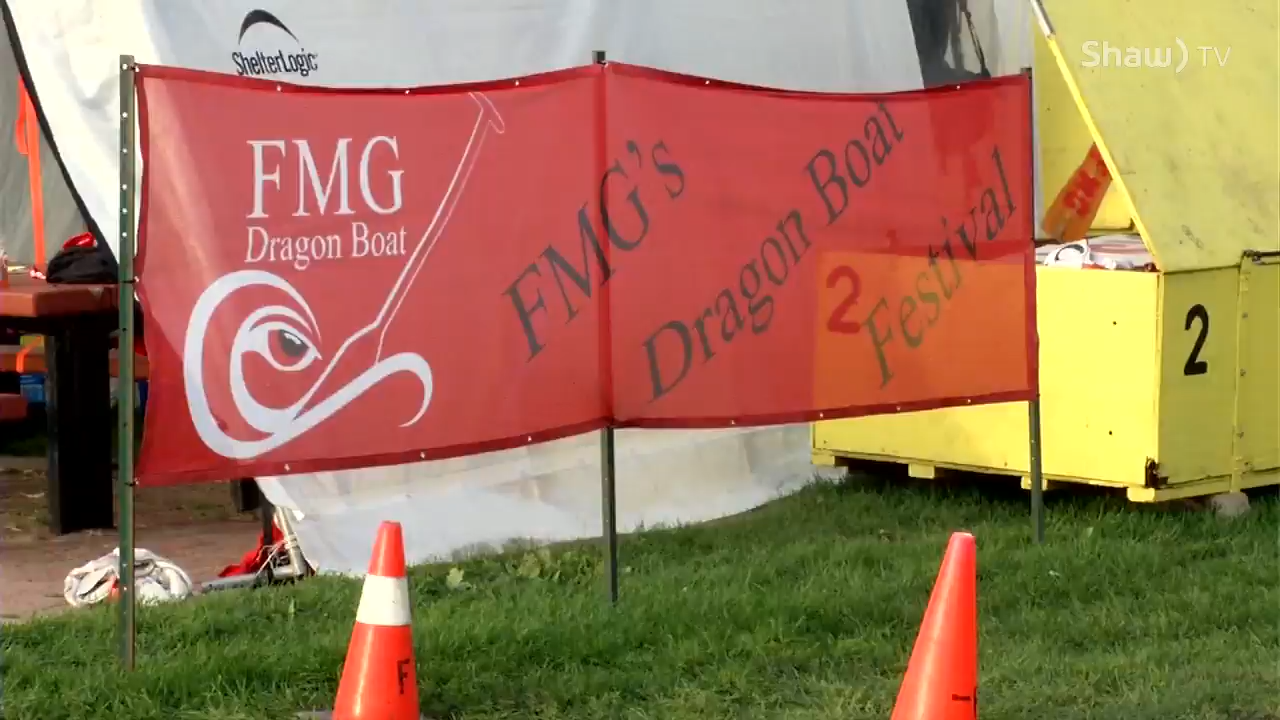 ShelterLogic
Shaw) TV
FMG
Dragon Boat
FMG's
Dragon Boat
Festival
2
2
F